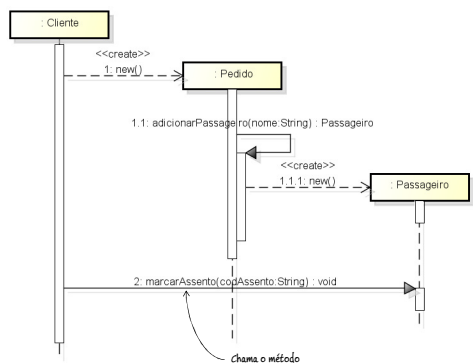 : Cliente
<<create>>
1: new()
: Pedido
1.1: adicionarPassageiro(nome:String) : Passageiro
<<create>>
1.1.1: new()
: Passageiro
2: marcarAssento(codAssento:String) : void
Chama o método